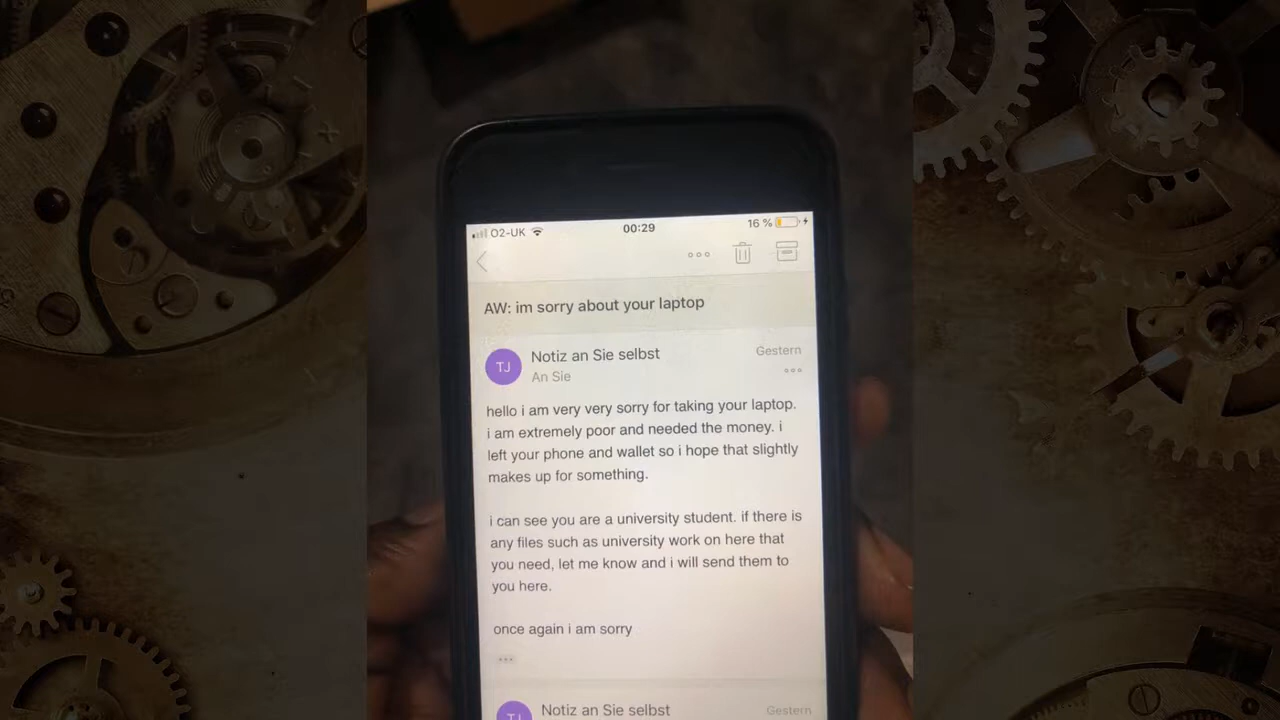 O2-UK 00:29 16 %
AW: im sorry about your laptop
TJ Notiz an Sie selbst Gestern
An Sie
hello i am very very sorry for taking your laptop.
i am extremely poor and needed the money. i
left your phone and wallet so i hope that slightly
makes up for something.
i can see you are a university student. if there is
any files such as university work on here that
you need, let me know and i will send them to
you here.
once again i am sorry
TJ Notiz an Sie selbst Gestern